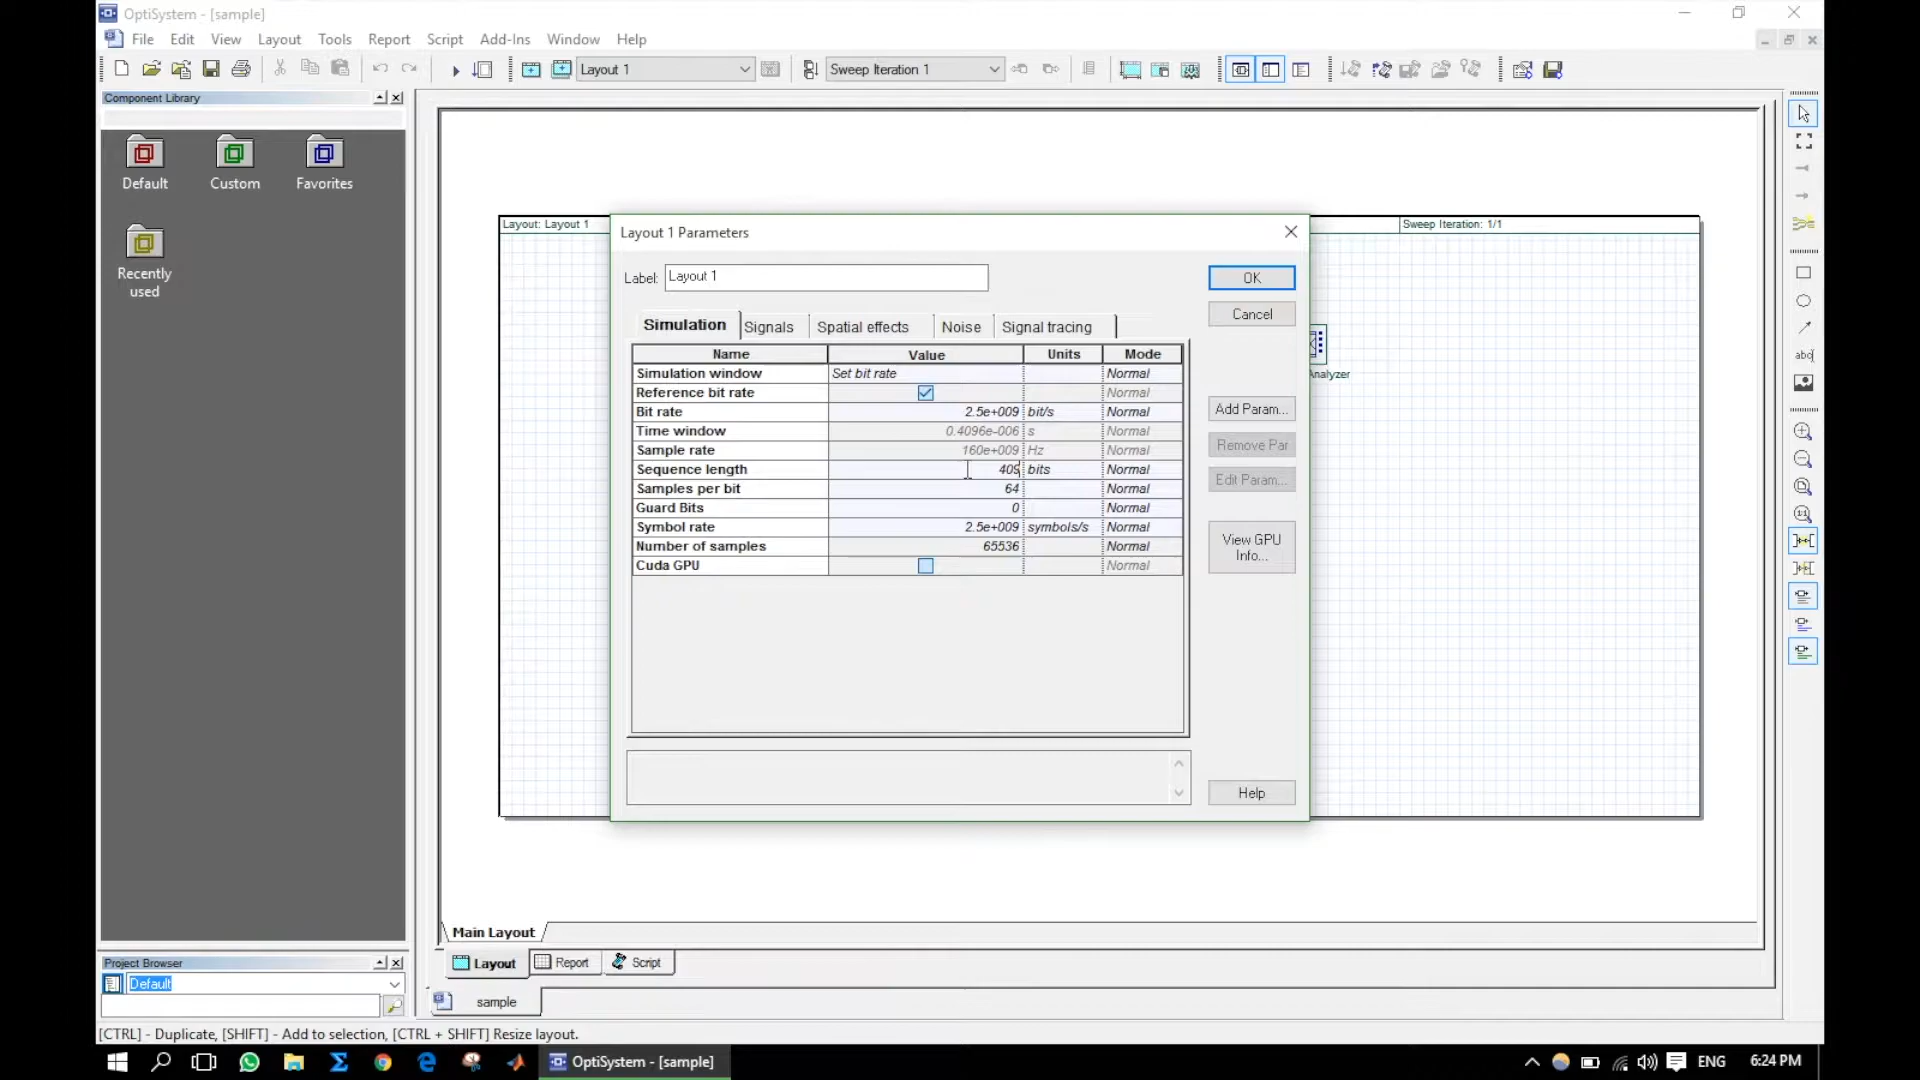 OptiSystem - [sample]
File Edit View Layout Tools Report Script Add-Ins Window Help
Layout 1 Sweep Iteration 1
Component Library
Default Custom Favorites
Recently
used
Layout: Layout 1 Sweep Iteration: 1/1
Layout 1 Parameters
Label: Layout 1 OK
Cancel
Simulation Signals Spatial effects Noise Signal tracing
Name Value Units Mode
Simulation window Set bit rate Normal
Reference bit rate Normal
Bit rate 2.5e+009 bit/s Normal
Time window 0.4096e-006 s Normal
Sample rate 160e+009 Hz Normal
Sequence length 409 bits Normal
Samples per bit 64 Normal
Guard Bits 0 Normal
Symbol rate 2.5e+009 symbols/s Normal
Number of samples 65536 Normal
Cuda GPU Normal
Add Param...
Remove Par
Edit Param...
View GPU
Info...
Help
Analyzer
Main Layout
Layout Report Script
sample
Project Browser
Default
[CTRL] - Duplicate, [SHIFT] - Add to selection, [CTRL + SHIFT] Resize layout.
OptiSystem - [sample] ENG 6:24 PM